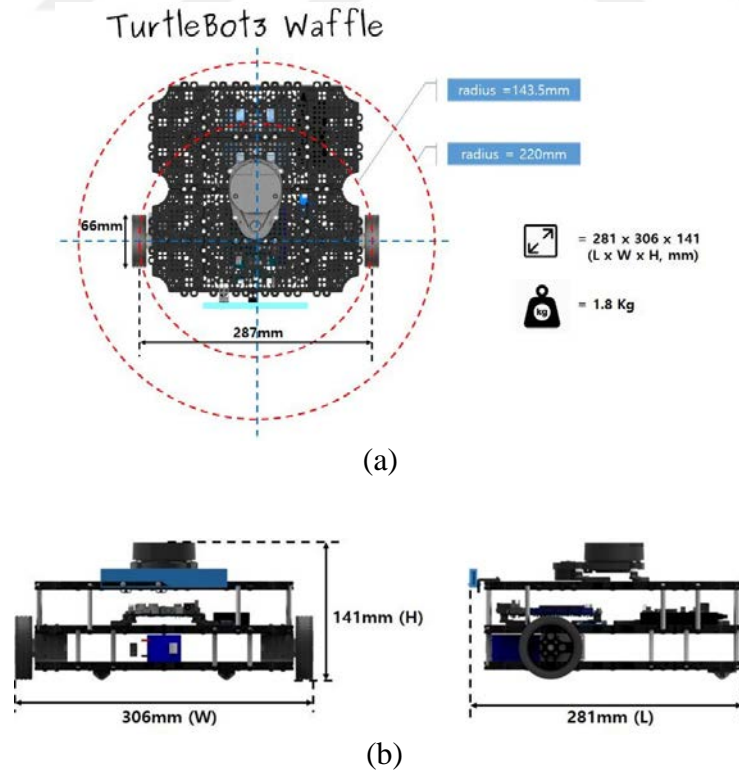 TurtleBot3 Waffle
radius =143.5mm
radius = 220mm
66mm
= 281 x 306 x 141
(L x W x H, mm)
kg
= 1.8 Kg
287mm
(a)
141mm (H)
306mm (W)
281mm (L)
(b)